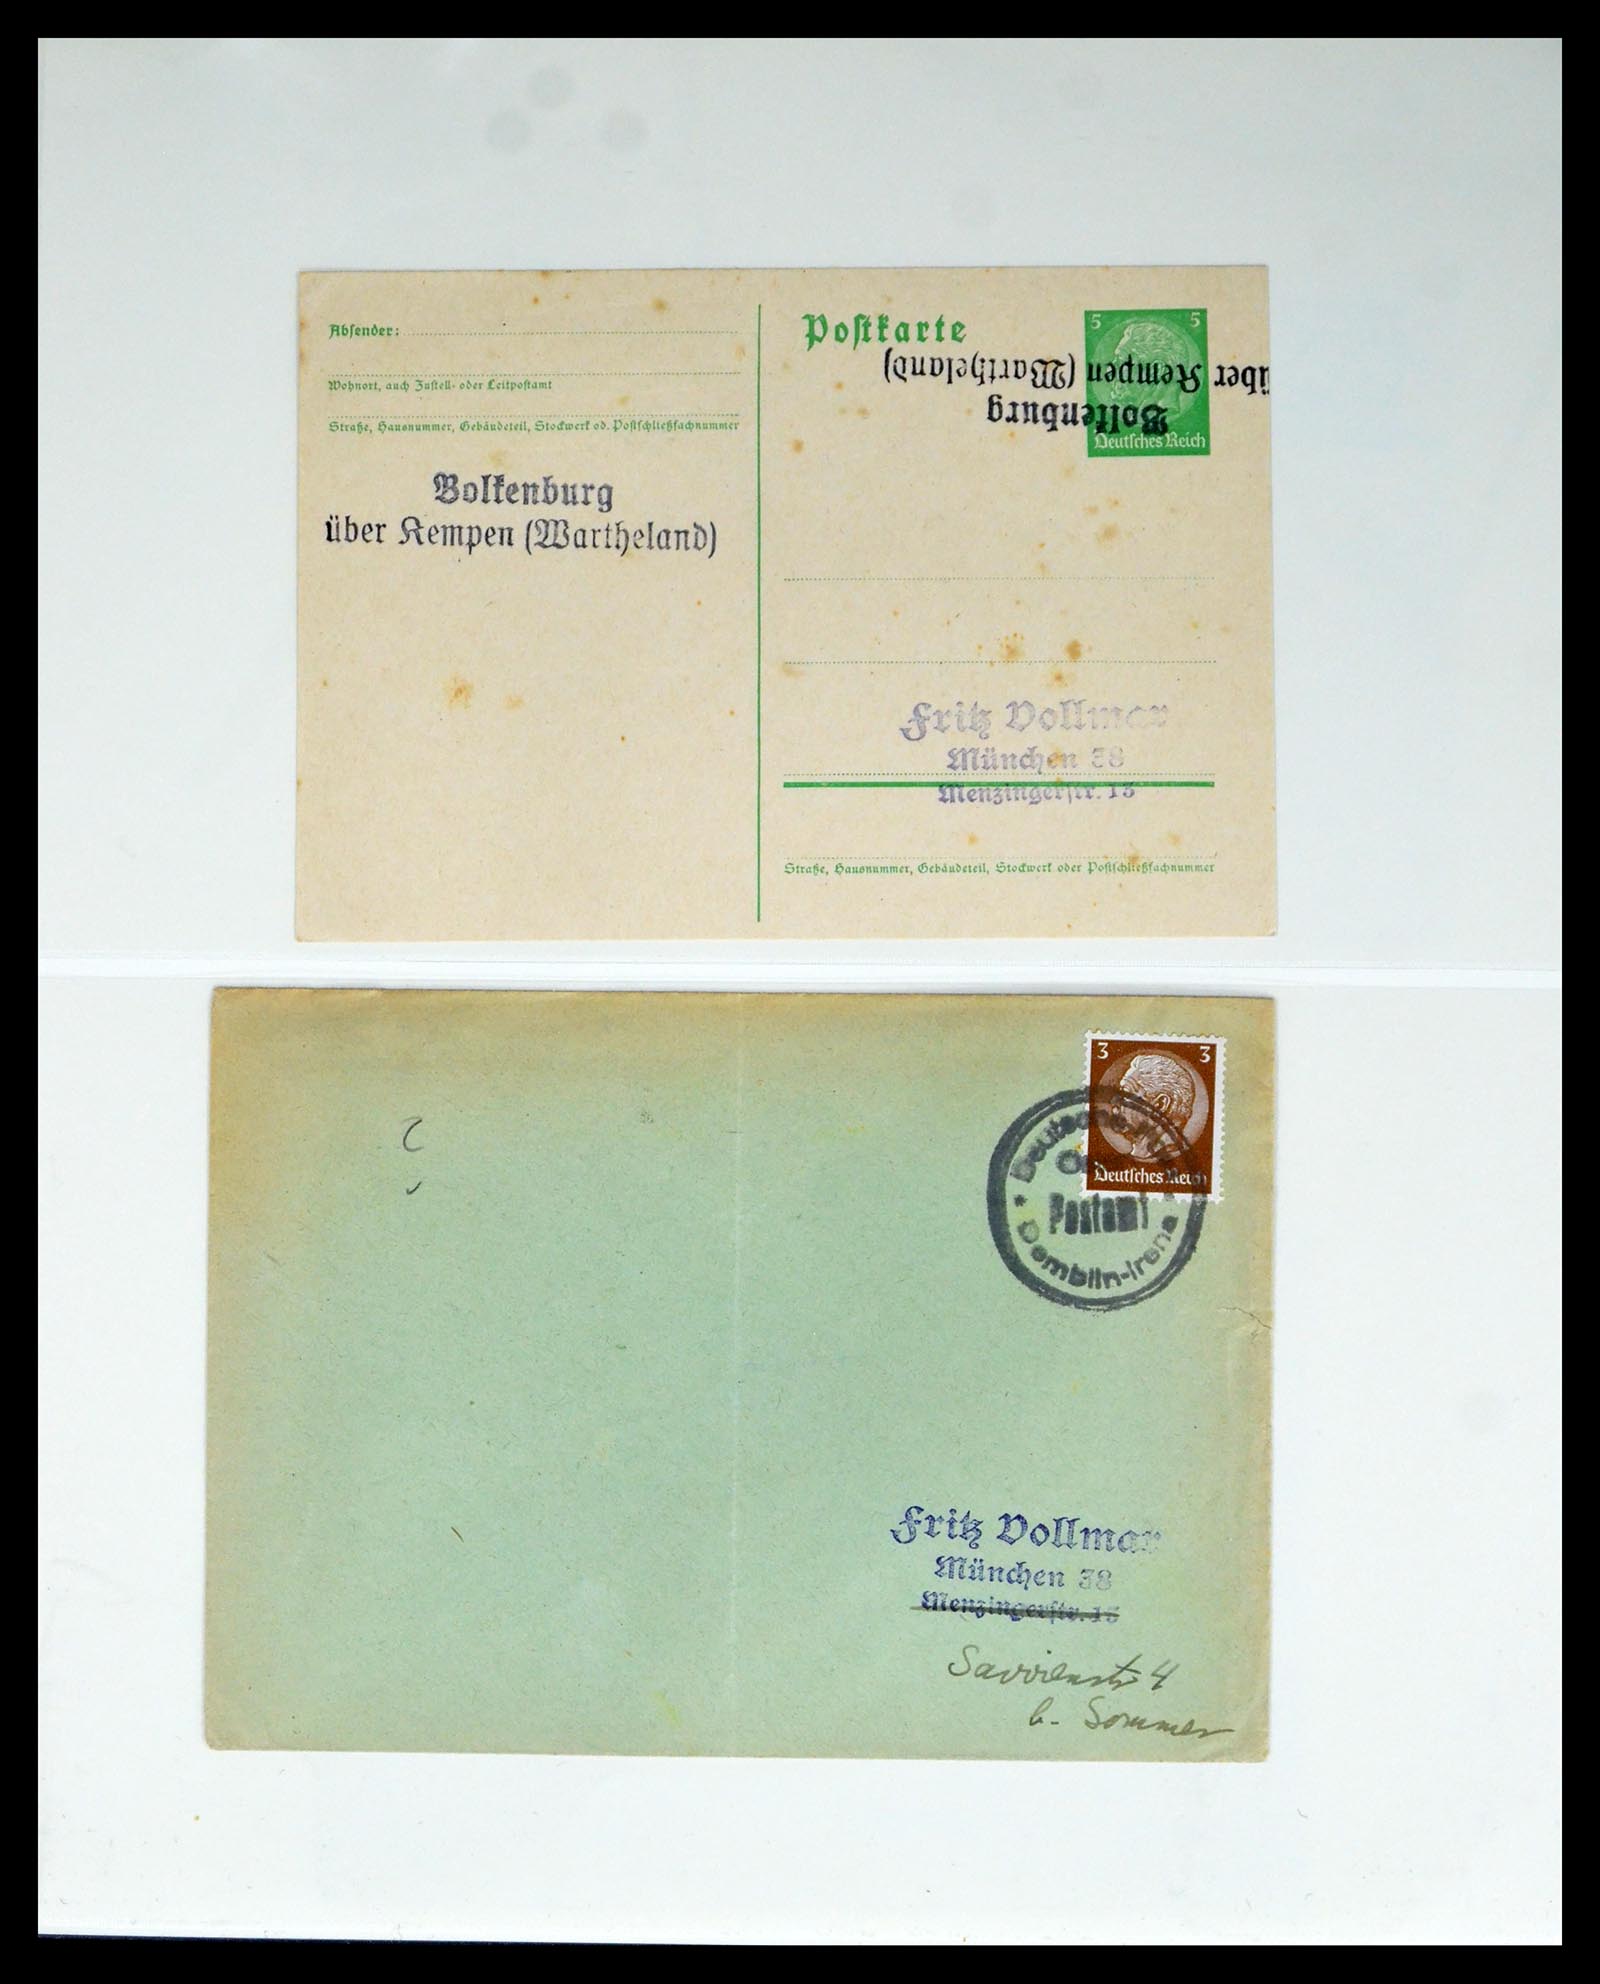 Absender:
Wohnort, auch Zustell- oder Leitpostamt
Straße, Hausnummer, Gebäudeteil, Stockwerk od. Postschließfachnummer
Bolkenburg
über Kempen (Wartheland)
Postkarte
5 5
Deutsches Reich
Bolkenburg
über Kempen (Wartheland)
Fritz Vollmar
München 38
Menzingerstr. 13
Straße, Hausnummer, Gebäudeteil, Stockwerk oder Postschließfachnummer
3 3
Deutsches Reich
Deutsche
Postamt
Demblin-Irena
Fritz Vollmar
München 38
Menzingerstr. 13
4
b. Sommer